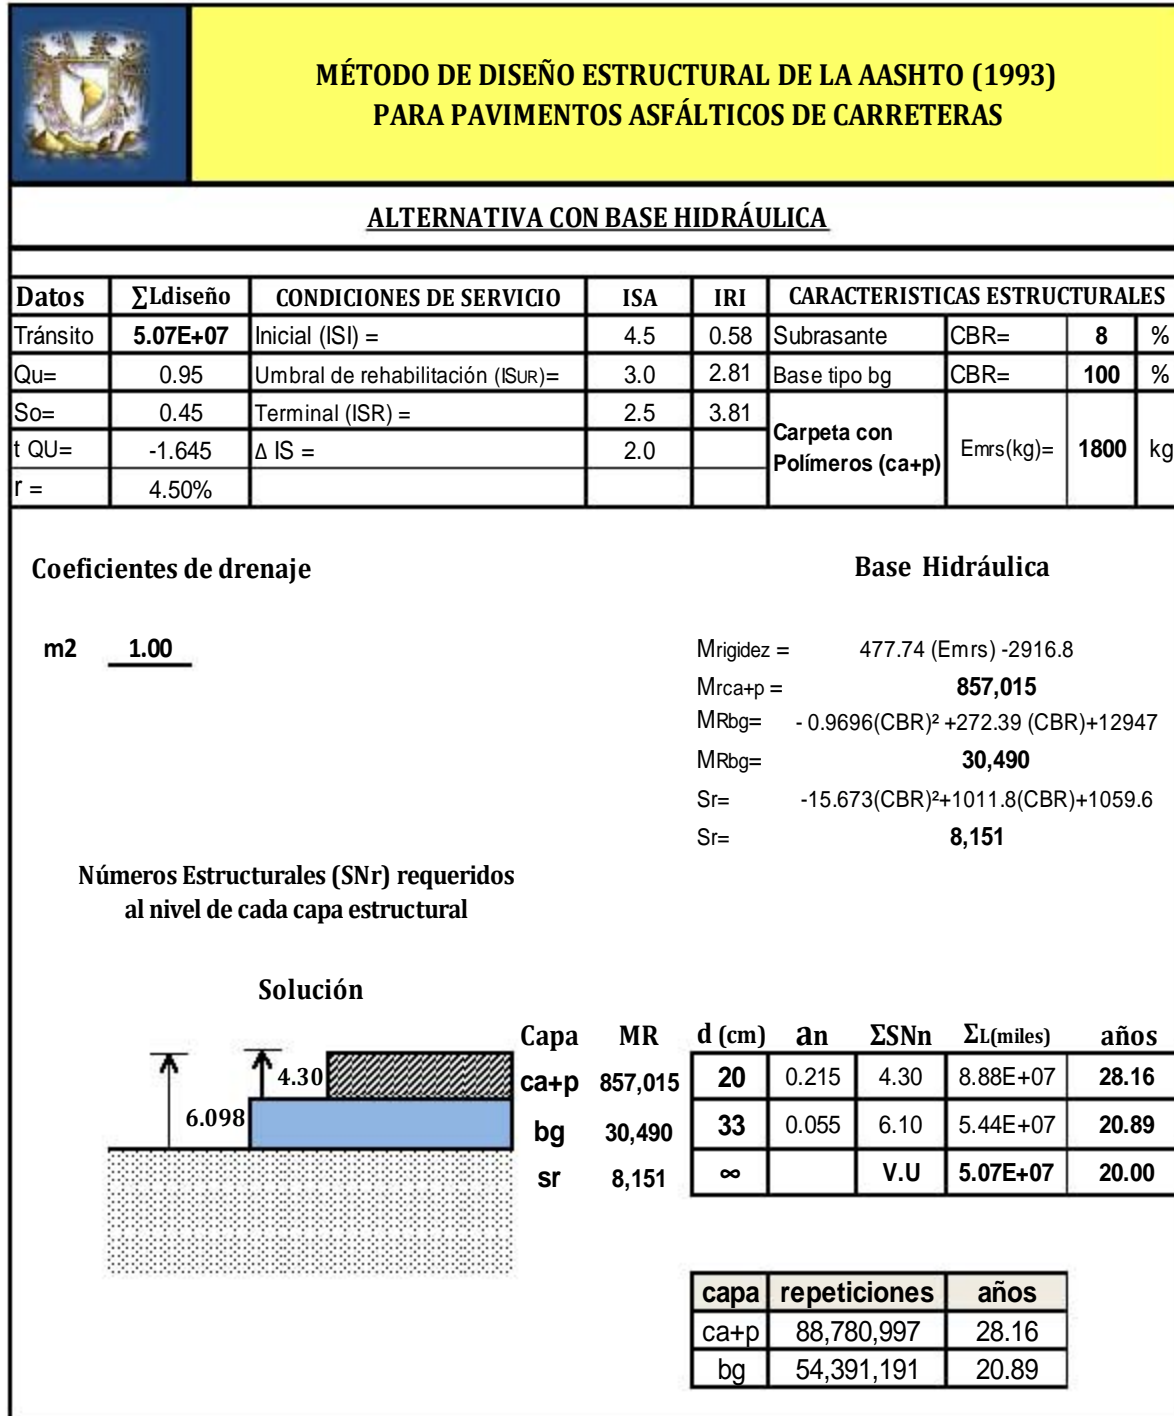 MÉTODO DE DISEÑO ESTRUCTURAL DE LA AASHTO (1993)
PARA PAVIMENTOS ASFÁLTICOS DE CARRETERAS
ALTERNATIVA CON BASE HIDRÁULICA
Datos ∑Ldiseño CONDICIONES DE SERVICIO ISA IRI CARACTERISTICAS ESTRUCTURALES
Tránsito 5.07E+07 Inicial (ISI) = 4.5 0.58 Subrasante CBR= 8 %
Qu= 0.95 Umbral de rehabilitación (ISUR)= 3.0 2.81 Base tipo bg CBR= 100 %
So= 0.45 Terminal (ISR) = 2.5 3.81 Carpeta con Polímeros (ca+p) Emrs(kg)= 1800 kg
t QU= -1.645 Δ IS = 2.0
r = 4.50%
Coeficientes de drenaje
Base Hidráulica
m2 1.00
Mrigidez = 477.74 (Emrs) -2916.8
Mrca+p = 857,015
MRbg= - 0.9696(CBR)² +272.39 (CBR)+12947
MRbg= 30,490
Sr= -15.673(CBR)²+1011.8(CBR)+1059.6
Sr= 8,151
Números Estructurales (SNr) requeridos
al nivel de cada capa estructural
Solución
Capa MR d (cm) an ΣSNn ΣL(miles) años
4.30 ca+p 857,015 20 0.215 4.30 8.88E+07 28.16
6.098 bg 30,490 33 0.055 6.10 5.44E+07 20.89
sr 8,151 ∞ V.U 5.07E+07 20.00
capa repeticiones años
ca+p 88,780,997 28.16
bg 54,391,191 20.89